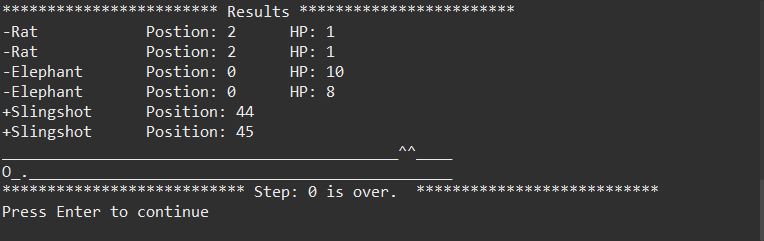 ************************ Results ************************
-Rat            Postion: 2      HP: 1
-Rat            Postion: 2      HP: 1
-Elephant       Postion: 0      HP: 10
-Elephant       Postion: 0      HP: 8
+Slingshot      Position: 44
+Slingshot      Position: 45
____________________________________________^^____
O_._______________________________________________
*************************** Step: 0 is over.  ***************************
Press Enter to continue